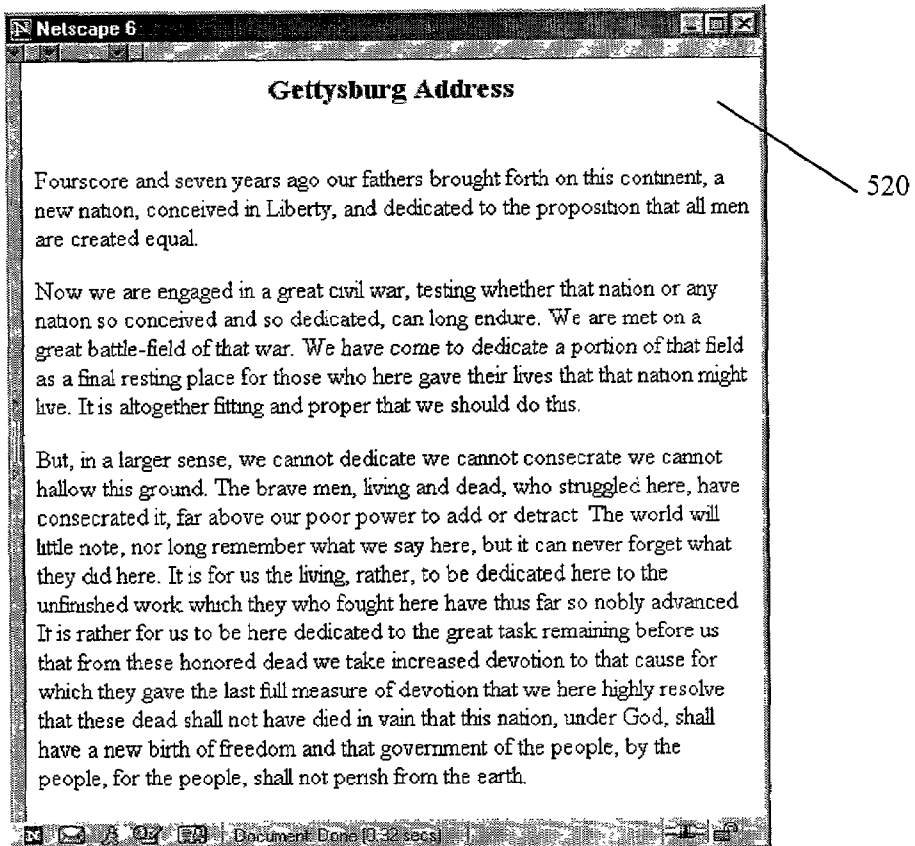 Netscape 6
Gettysburg Address
520
Fourscore and seven years ago our fathers brought forth on this continent, a
new nation, conceived in Liberty, and dedicated to the proposition that all men
are created equal.
Now we are engaged in a great civil war, testing whether that nation or any
nation so conceived and so dedicated, can long endure. We are met on a
great battle-field of that war. We have come to dedicate a portion of that field
as a final resting place for those who here gave their lives that that nation might
live. It is altogether fitting and proper that we should do this.
But, in a larger sense, we cannot dedicate we cannot consecrate we cannot
hallow this ground. The brave men, living and dead, who struggled here, have
consecrated it, far above our poor power to add or detract The world will
little note, nor long remember what we say here, but it can never forget what
they did here. It is for us the living, rather, to be dedicated here to the
unfinished work which they who fought here have thus far so nobly advanced
It is rather for us to be here dedicated to the great task remaining before us
that from these honored dead we take increased devotion to that cause for
which they gave the last full measure of devotion that we here highly resolve
that these dead shall not have died in vain that this nation, under God, shall
have a new birth of freedom and that government of the people, by the
people, for the people, shall not perish from the earth.
Document: Done [0.32 secs]